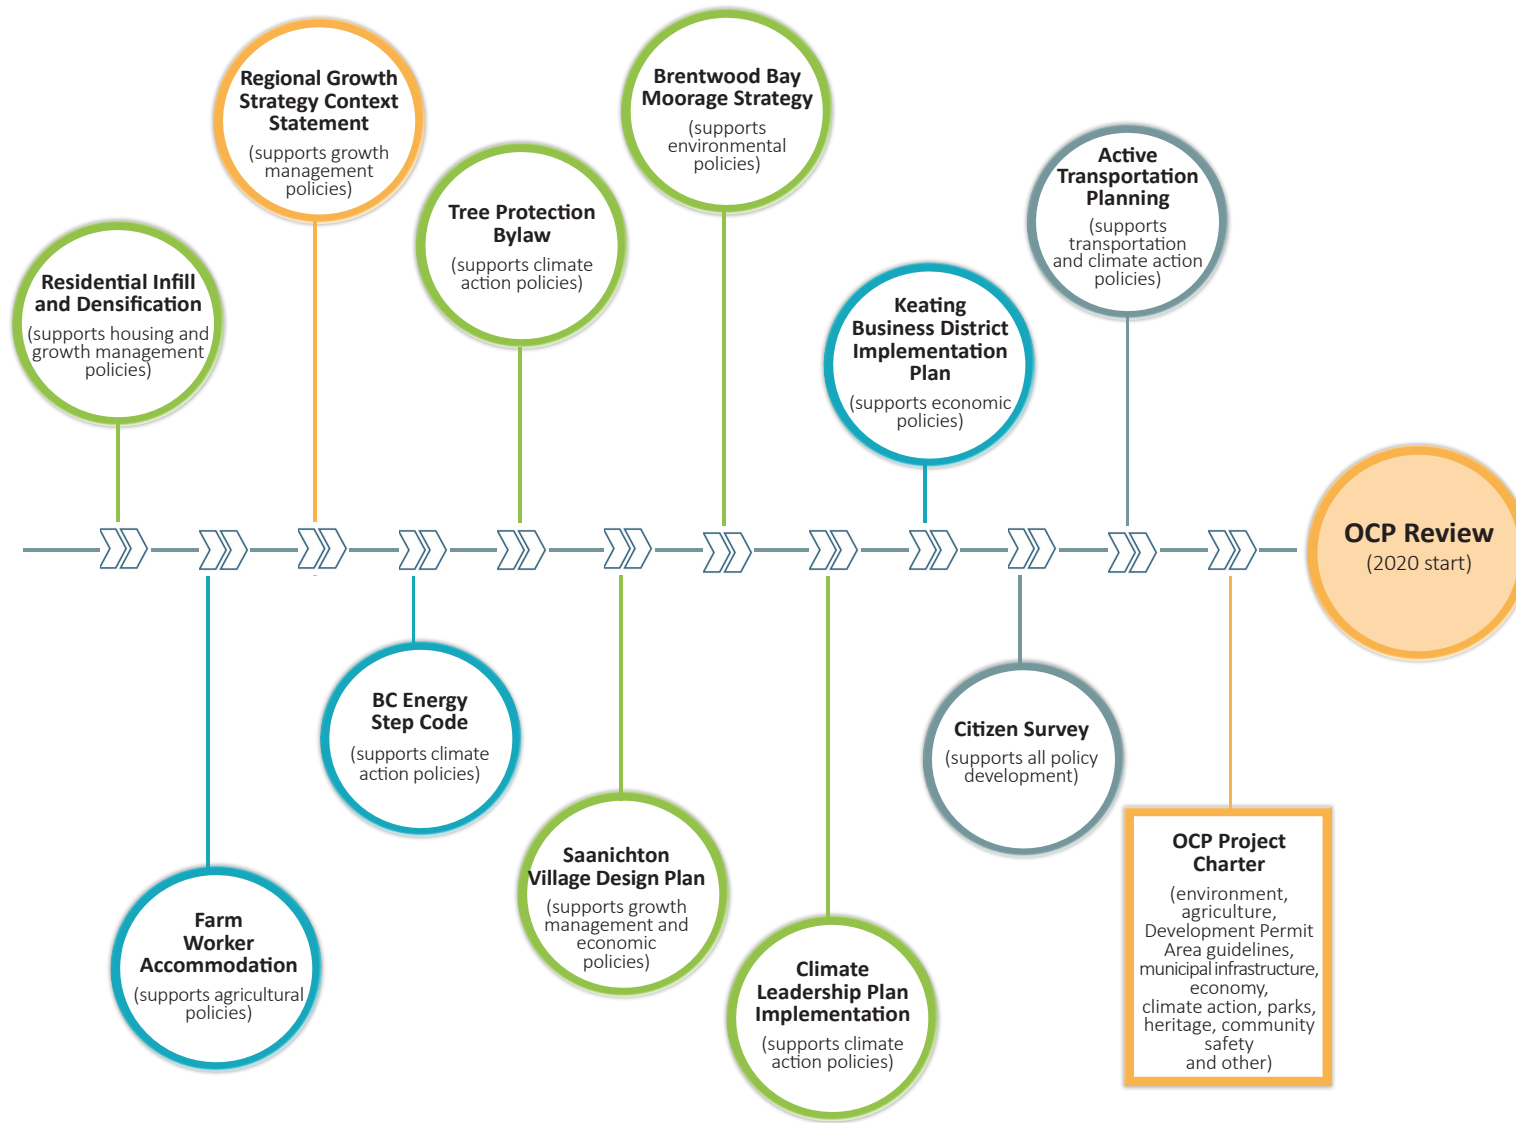 Residential Infill
and Densification
(supports housing and
growth management
policies)
Farm
Worker
Accommodation
(supports agricultural
policies)
Regional Growth
Strategy Context
Statement
(supports growth
management
policies)
BC Energy
Step Code
(supports climate
action policies)
Tree Protection
Bylaw
(supports climate
action policies)
Saanichton
Village Design Plan
(supports growth
management and
economic
policies)
Brentwood Bay
Moorage Strategy
(supports
environmental
policies)
Climate
Leadership Plan
Implementation
(supports climate
action policies)
Keating
Business District
Implementation
Plan
(supports economic
policies)
Citizen Survey
(supports all policy
development)
Active
Transportation
Planning
(supports
transportation
and climate action
policies)
OCP Project
Charter
(environment,
agriculture,
Development Permit
Area guidelines,
municipal infrastructure,
economy,
climate action, parks,
heritage, community
safety
and other)
OCP Review
(2020 start)